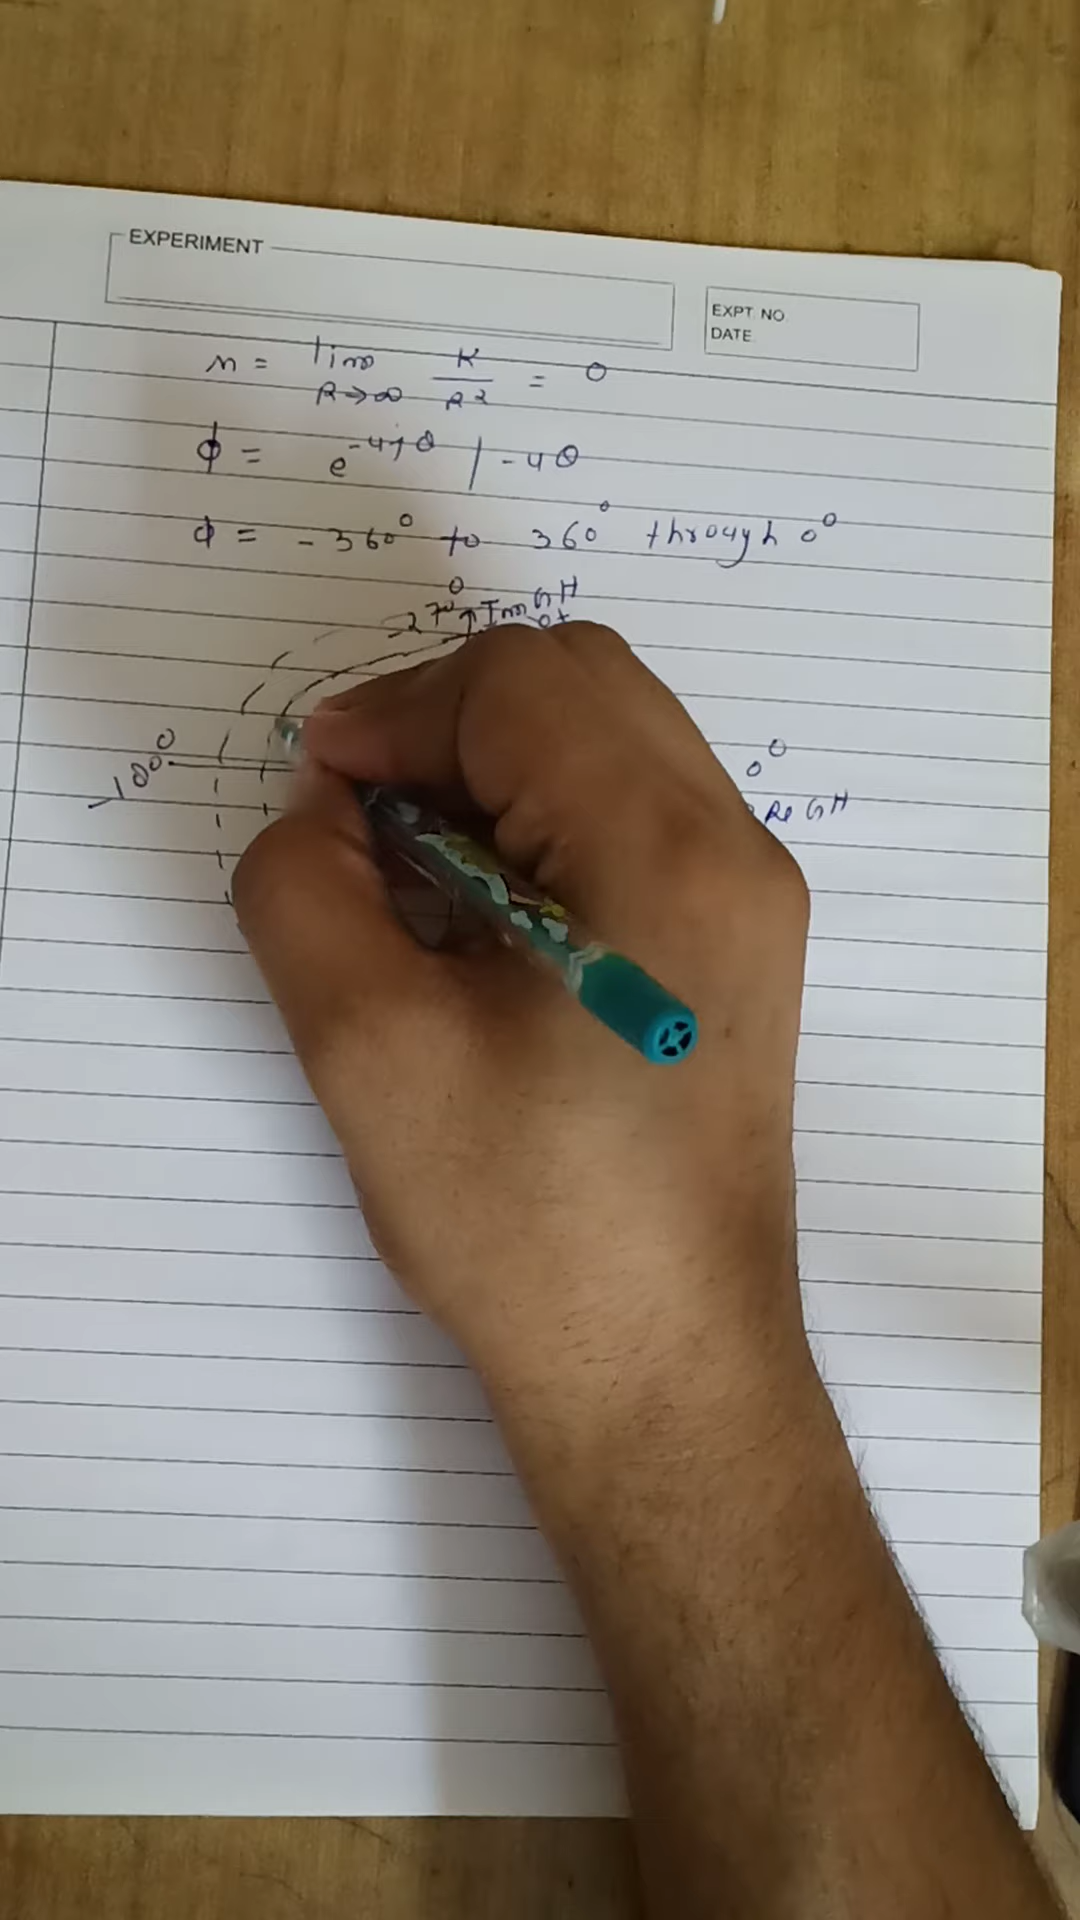 EXPERIMENT
EXPT. NO.
DATE
M = lim R→∞ K/R² = 0
ϕ = e^-4jθ | -4θ
ϕ = -360° to 360° through 0°
-270° Im GH
0+
-180°
0°
Re GH